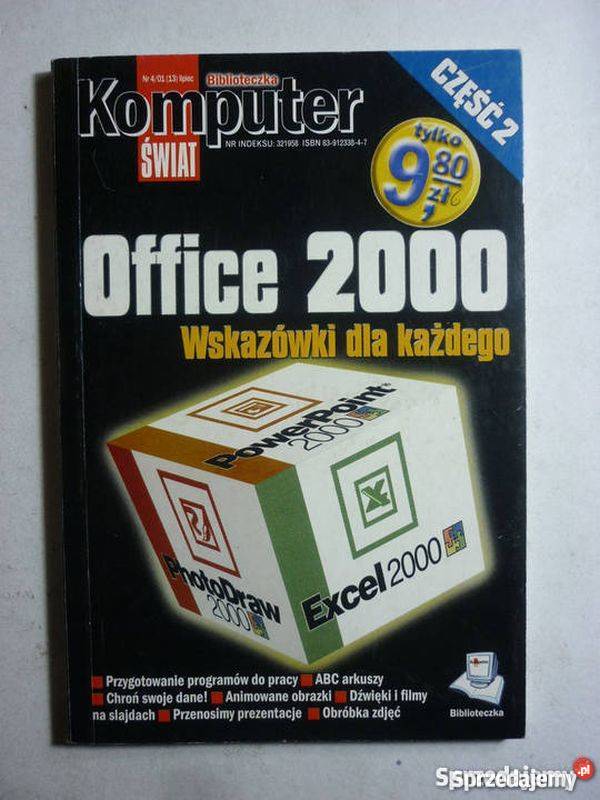 Nr 4/01 (13) lipiec
Biblioteczka
Komputer
ŚWIAT
NR INDEKSU: 321958 ISBN 83-912338-4-7
CZĘŚĆ 2
tylko
9,80
zł
Office 2000
Wskazówki dla każdego
PowerPoint®
2000
PhotoDraw
2000
Excel 2000
Przygotowanie programów do pracy ABC arkuszy
Chroń swoje dane! Animowane obrazki Dźwięki i filmy
na slajdach Przenosimy prezentacje Obróbka zdjęć
Biblioteczka
Sprzedajemy.pl